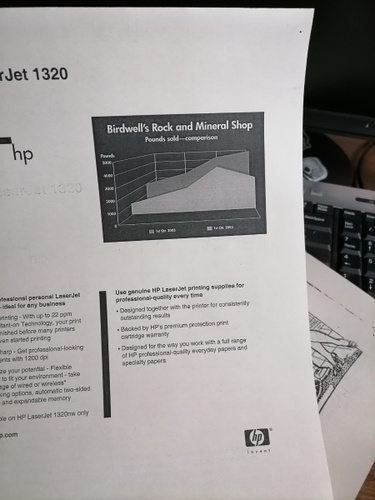 rJet 1320
hp
Birdwell's Rock and Mineral Shop
Pounds sold—comparison
Pounds
5000
4000
3000
2000
1000
0
1st Qtr. 2002
1st Qtr. 2003
ofessional personal LaserJet
ideal for any business
rinting - With up to 22 ppm
tant-on Technology, your print
nished before many printers
ven started printing
harp - Get professional-looking
ents with 1200 dpi
ze your potential - Flexible
to fit your environment - take
age of wired or wireless*
king options, automatic two-sided
and expandable memory
ble on HP LaserJet 1320nw only
p.com
Use genuine HP LaserJet printing supplies for
professional-quality every time
• Designed together with the printer for consistently
outstanding results
• Backed by HP's premium protection print
cartridge warranty
• Designed for the way you work with a full range
of HP professional-quality everyday papers and
specialty papers
hp
invent